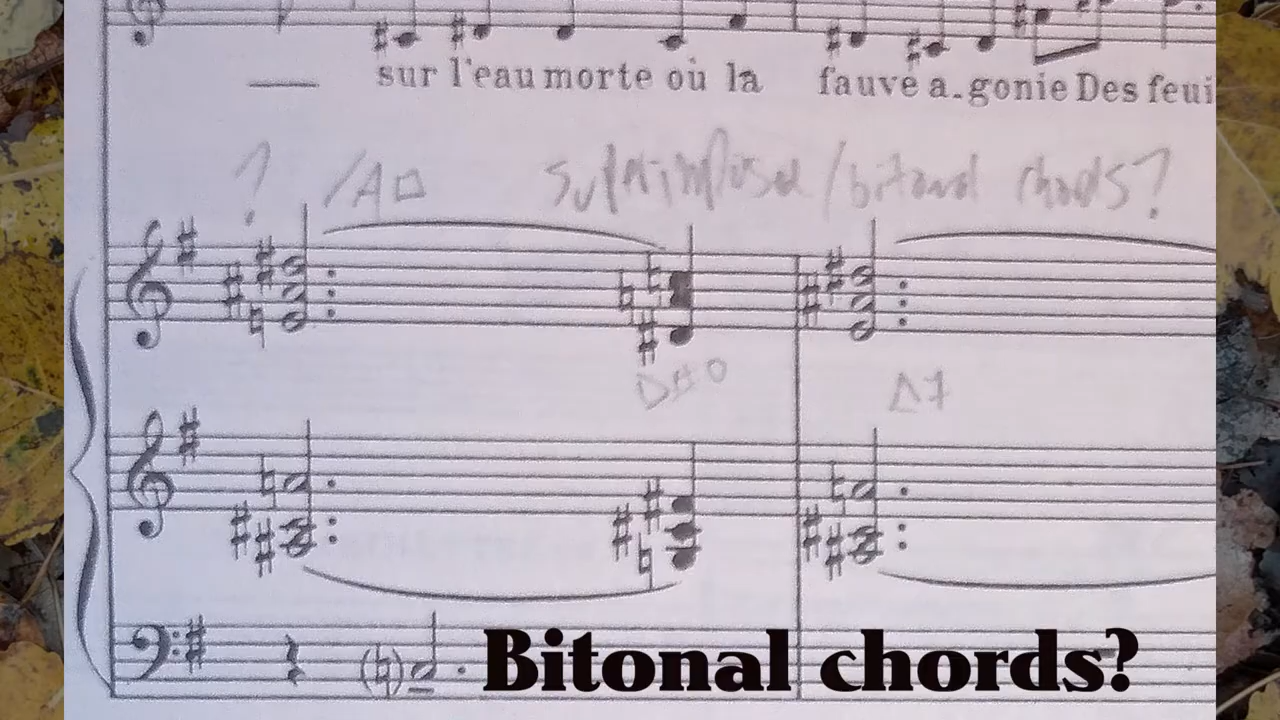 sur l'eau morte où la fauve a-gonie Des feui
? /A□ superimposed/bitonal chords?
D#o Δ7
(♮)
Bitonal chords?